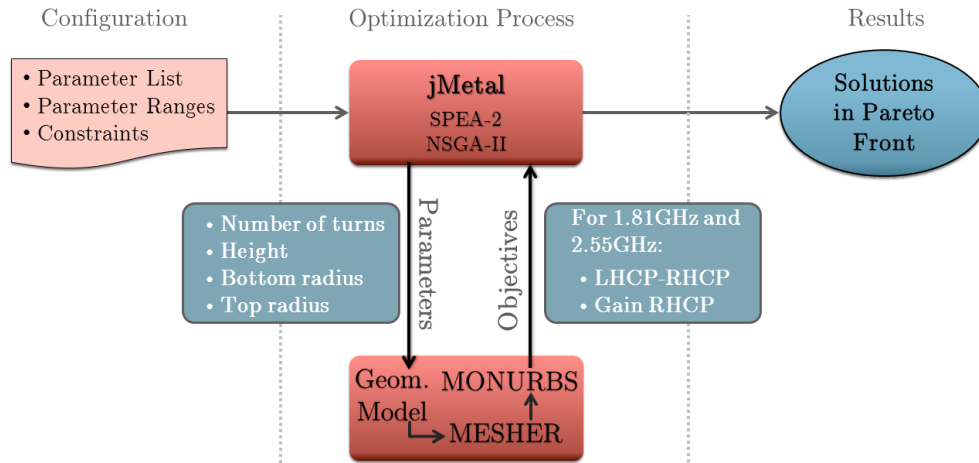 Configuration
Optimization Process
Results
• Parameter List
• Parameter Ranges
• Constraints
jMetal
SPEA-2
NSGA-II
Solutions
in Pareto
Front
• Number of turns
• Height
• Bottom radius
• Top radius
Parameters
Objectives
For 1.81GHz and
2.55GHz:
• LHCP-RHCP
• Gain RHCP
Geom.
Model
MONURBS
MESHER